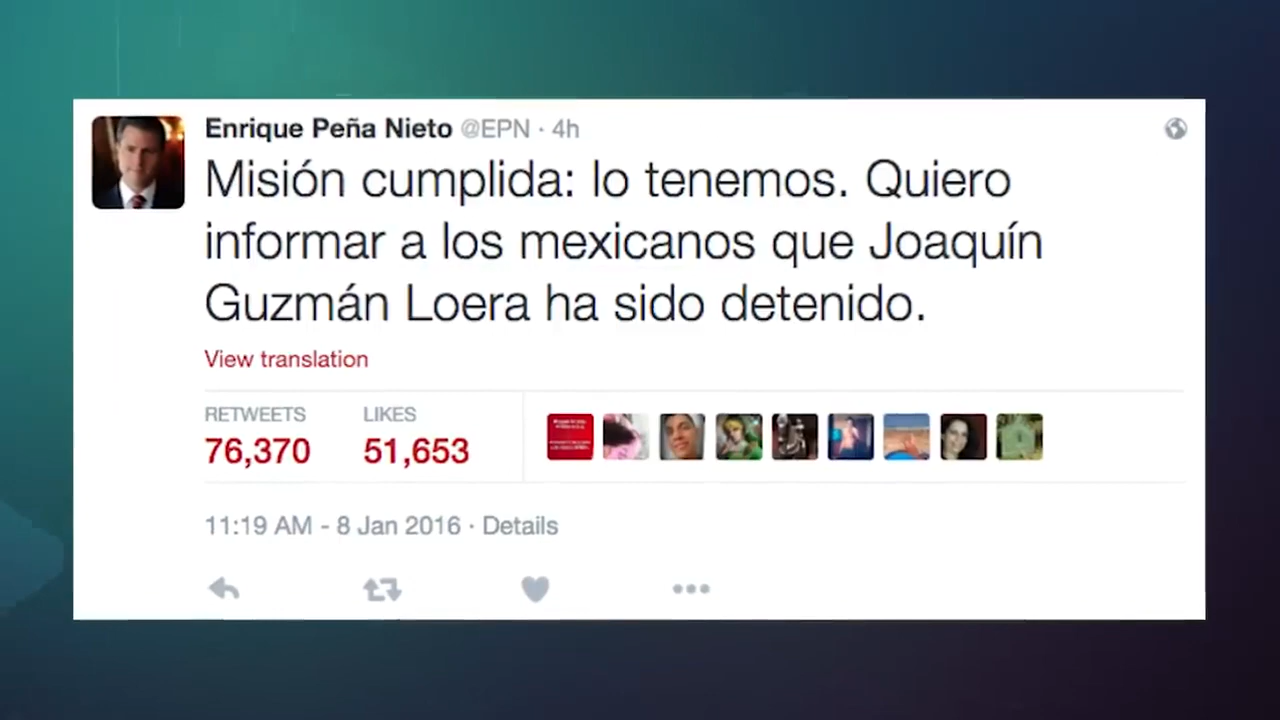 Enrique Peña Nieto @EPN · 4h
Misión cumplida: lo tenemos. Quiero
informar a los mexicanos que Joaquín
Guzmán Loera ha sido detenido.
View translation
RETWEETS LIKES
76,370 51,653
11:19 AM - 8 Jan 2016 · Details